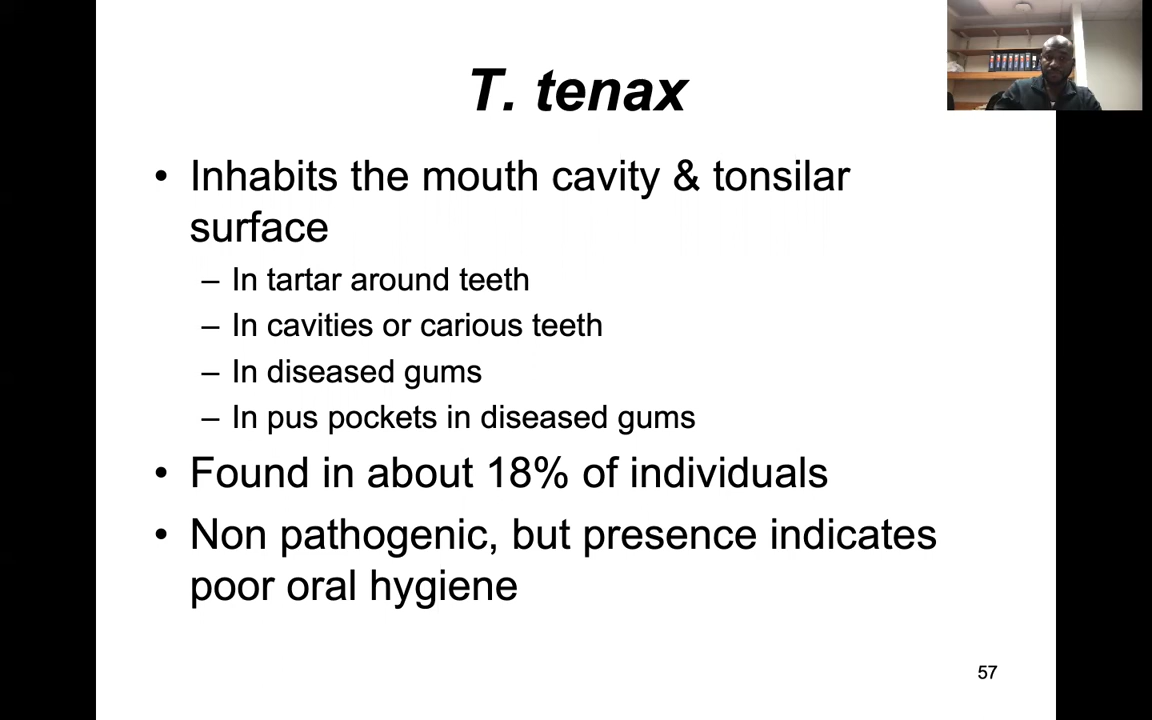 T. tenax
• Inhabits the mouth cavity & tonsilar
surface
– In tartar around teeth
– In cavities or carious teeth
– In diseased gums
– In pus pockets in diseased gums
• Found in about 18% of individuals
• Non pathogenic, but presence indicates
poor oral hygiene
57